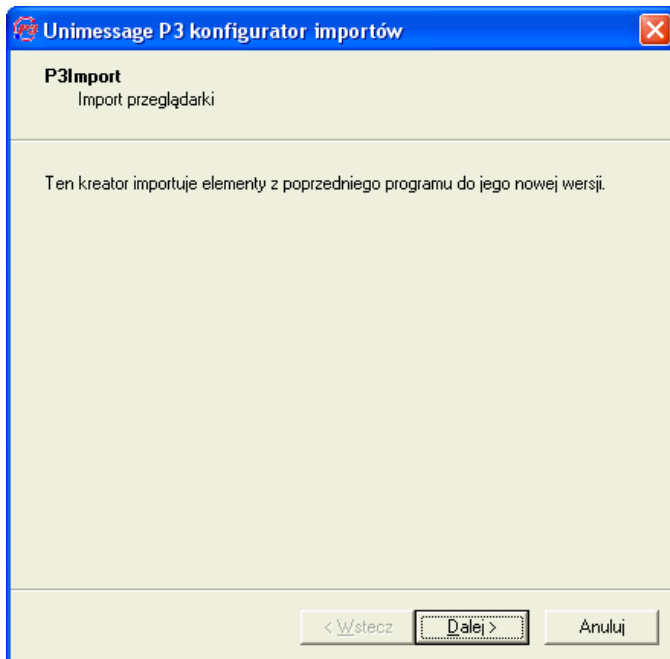 Unimessage P3 konfigurator importów
P3Import
Import przeglądarki
Ten kreator importuje elementy z poprzedniego programu do jego nowej wersji.
< Wstecz
Dalej >
Anuluj